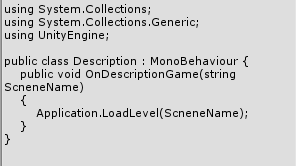 using System.Collections;
using System.Collections.Generic;
using UnityEngine;

public class Description : MonoBehaviour {
    public void OnDescriptionGame(string
ScneneName)
    {
        Application.LoadLevel(ScneneName);
    }
}